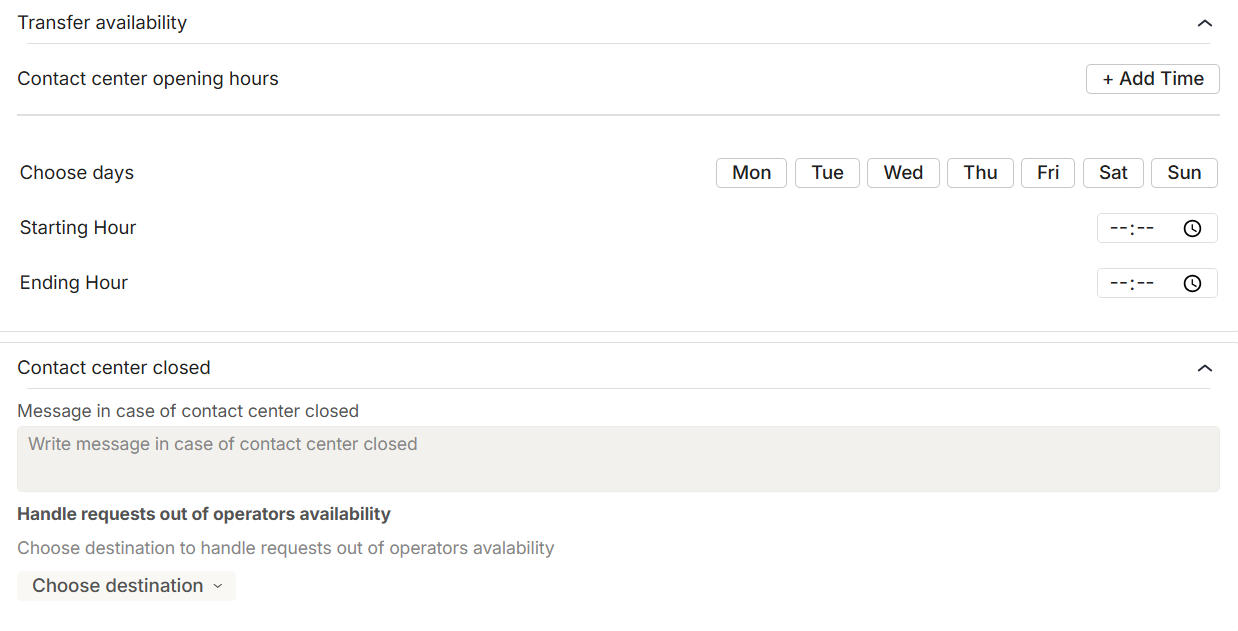 Transfer availability
Contact center opening hours
+ Add Time
Choose days
Mon Tue Wed Thu Fri Sat Sun
Starting Hour
--:--
Ending Hour
--:--
Contact center closed
Message in case of contact center closed
Write message in case of contact center closed
Handle requests out of operators availability
Choose destination to handle requests out of operators avalability
Choose destination